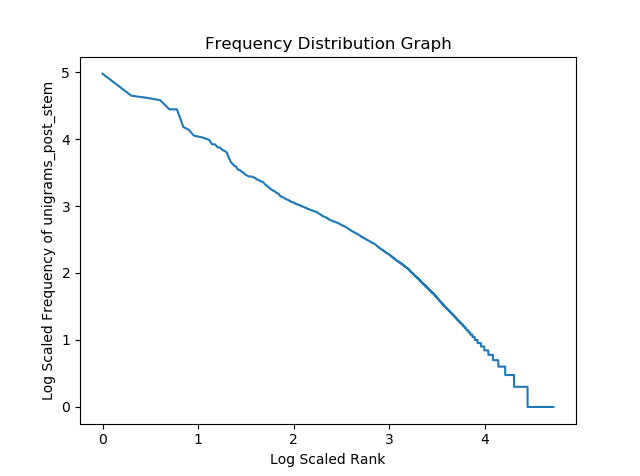 Frequency Distribution Graph
Log Scaled Frequency of unigrams_post_stem
5
4
3
2
1
0
0 1 2 3 4
Log Scaled Rank